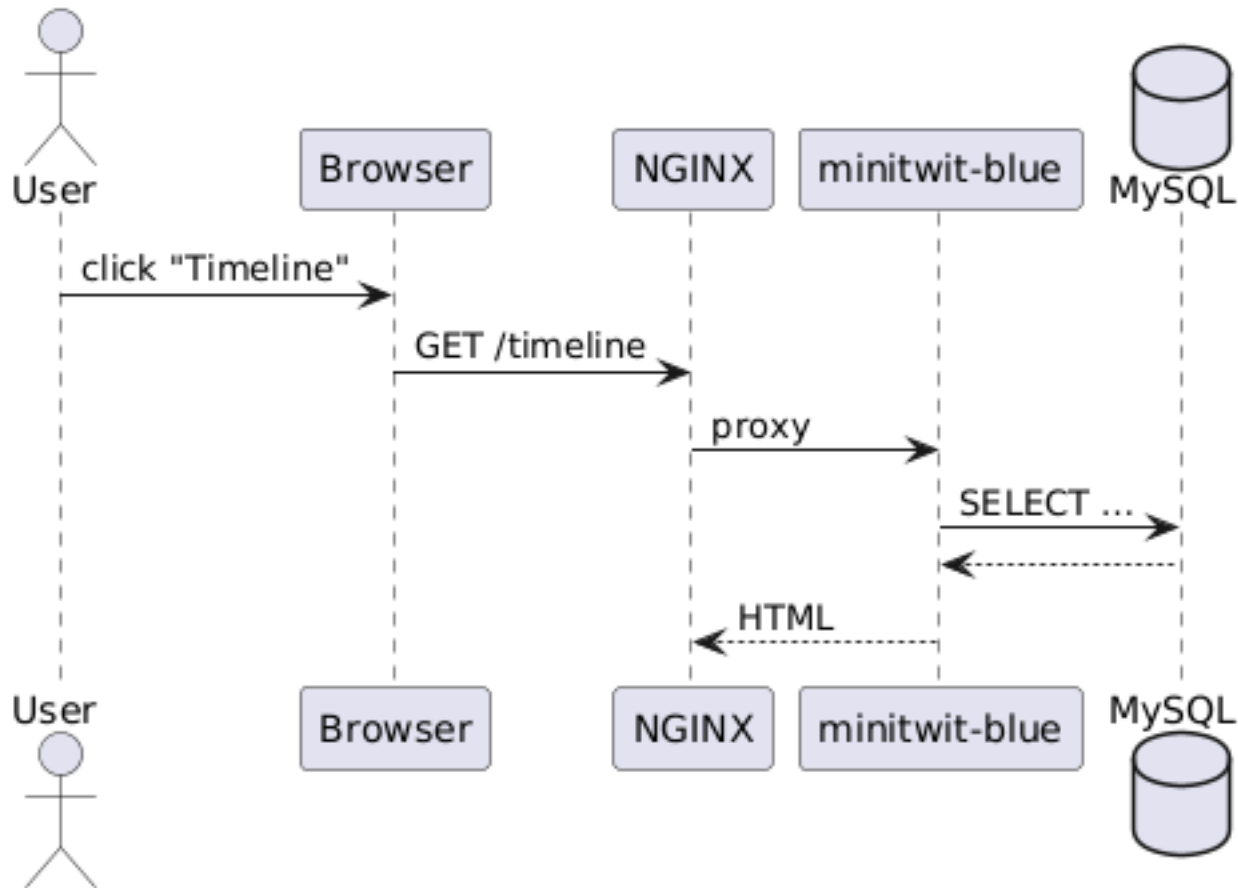 User
Browser
NGINX
minitwit-blue
MySQL
click "Timeline"
GET /timeline
proxy
SELECT ...
HTML
User
Browser
NGINX
minitwit-blue
MySQL